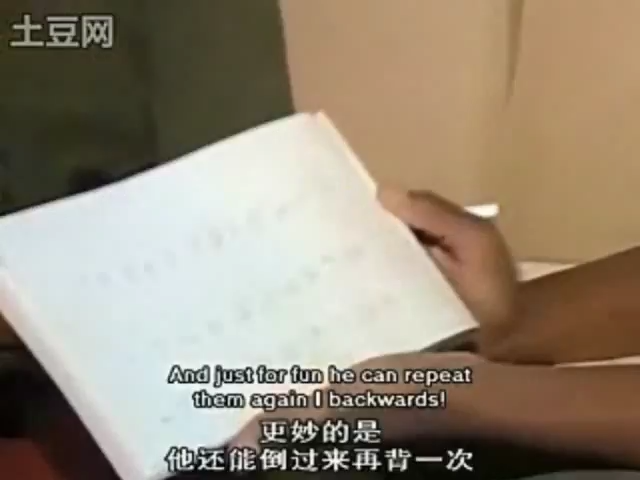 土豆网
And just for fun he can repeat
them again I backwards!
更妙的是
他还能倒过来再背一次